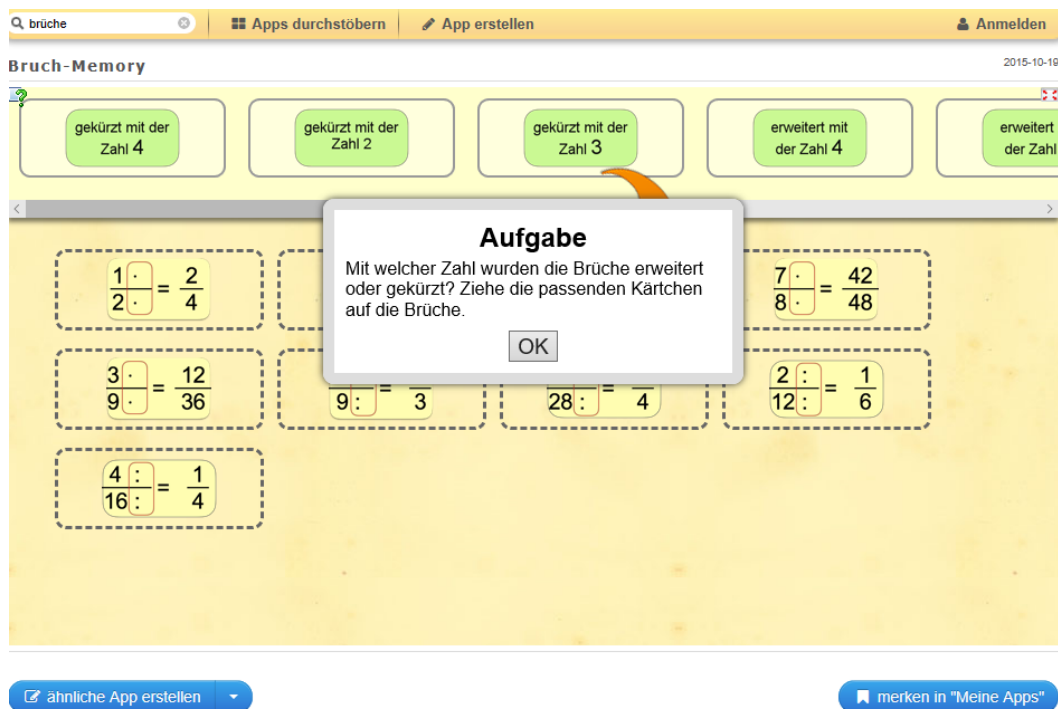 brüche Apps durchstöbern App erstellen Anmelden
Bruch-Memory 2015-10-19
gekürzt mit der
Zahl 4
gekürzt mit der
Zahl 2
gekürzt mit der
Zahl 3
erweitert mit
der Zahl 4
erweitert
der Zahl
Aufgabe
Mit welcher Zahl wurden die Brüche erweitert
oder gekürzt? Ziehe die passenden Kärtchen
auf die Brüche.
OK
1 · = 2
2 · 4
7 · = 42
8 · 48
3 · = 12
9 · 36
9 : = 3
28 : = 4
2 : = 1
12 : 6
4 : = 1
16 : 4
ähnliche App erstellen
merken in "Meine Apps"